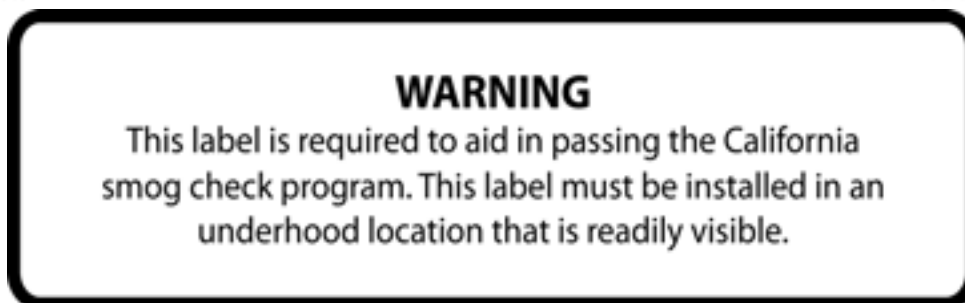 WARNING
This label is required to aid in passing the California
smog check program. This label must be installed in an
underhood location that is readily visible.